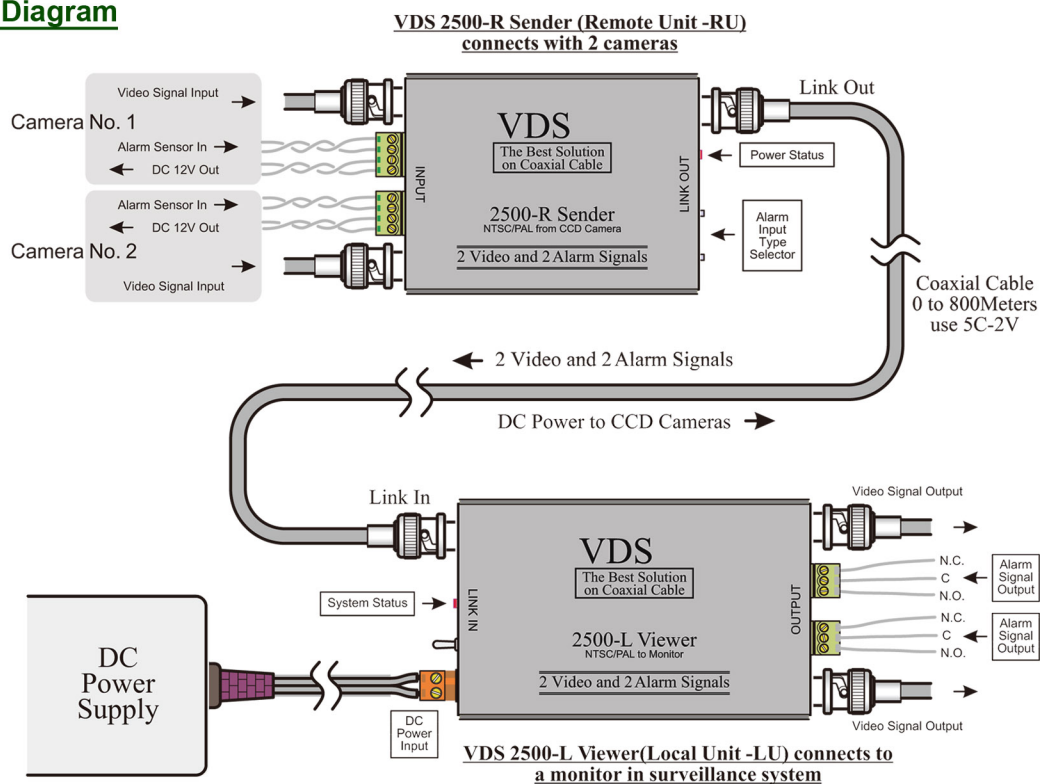 Diagram
VDS 2500-R Sender (Remote Unit -RU)
connects with 2 cameras
Video Signal Input
Camera No. 1
Alarm Sensor In
DC 12V Out
Alarm Sensor In
DC 12V Out
Camera No. 2
Video Signal Input
INPUT
VDS
The Best Solution
on Coaxial Cable
2500-R Sender
NTSC/PAL from CCD Camera
2 Video and 2 Alarm Signals
LINK OUT
Link Out
Power Status
Alarm
Input
Type
Selector
Coaxial Cable
0 to 800Meters
use 5C-2V
2 Video and 2 Alarm Signals
DC Power to CCD Cameras
Link In
System Status
LINK IN
VDS
The Best Solution
on Coaxial Cable
2500-L Viewer
NTSC/PAL to Monitor
2 Video and 2 Alarm Signals
OUTPUT
Video Signal Output
N.C.
C
N.O.
Alarm
Signal
Output
N.C.
C
N.O.
Alarm
Signal
Output
Video Signal Output
DC
Power
Supply
DC
Power
Input
VDS 2500-L Viewer(Local Unit -LU) connects to
a monitor in surveillance system